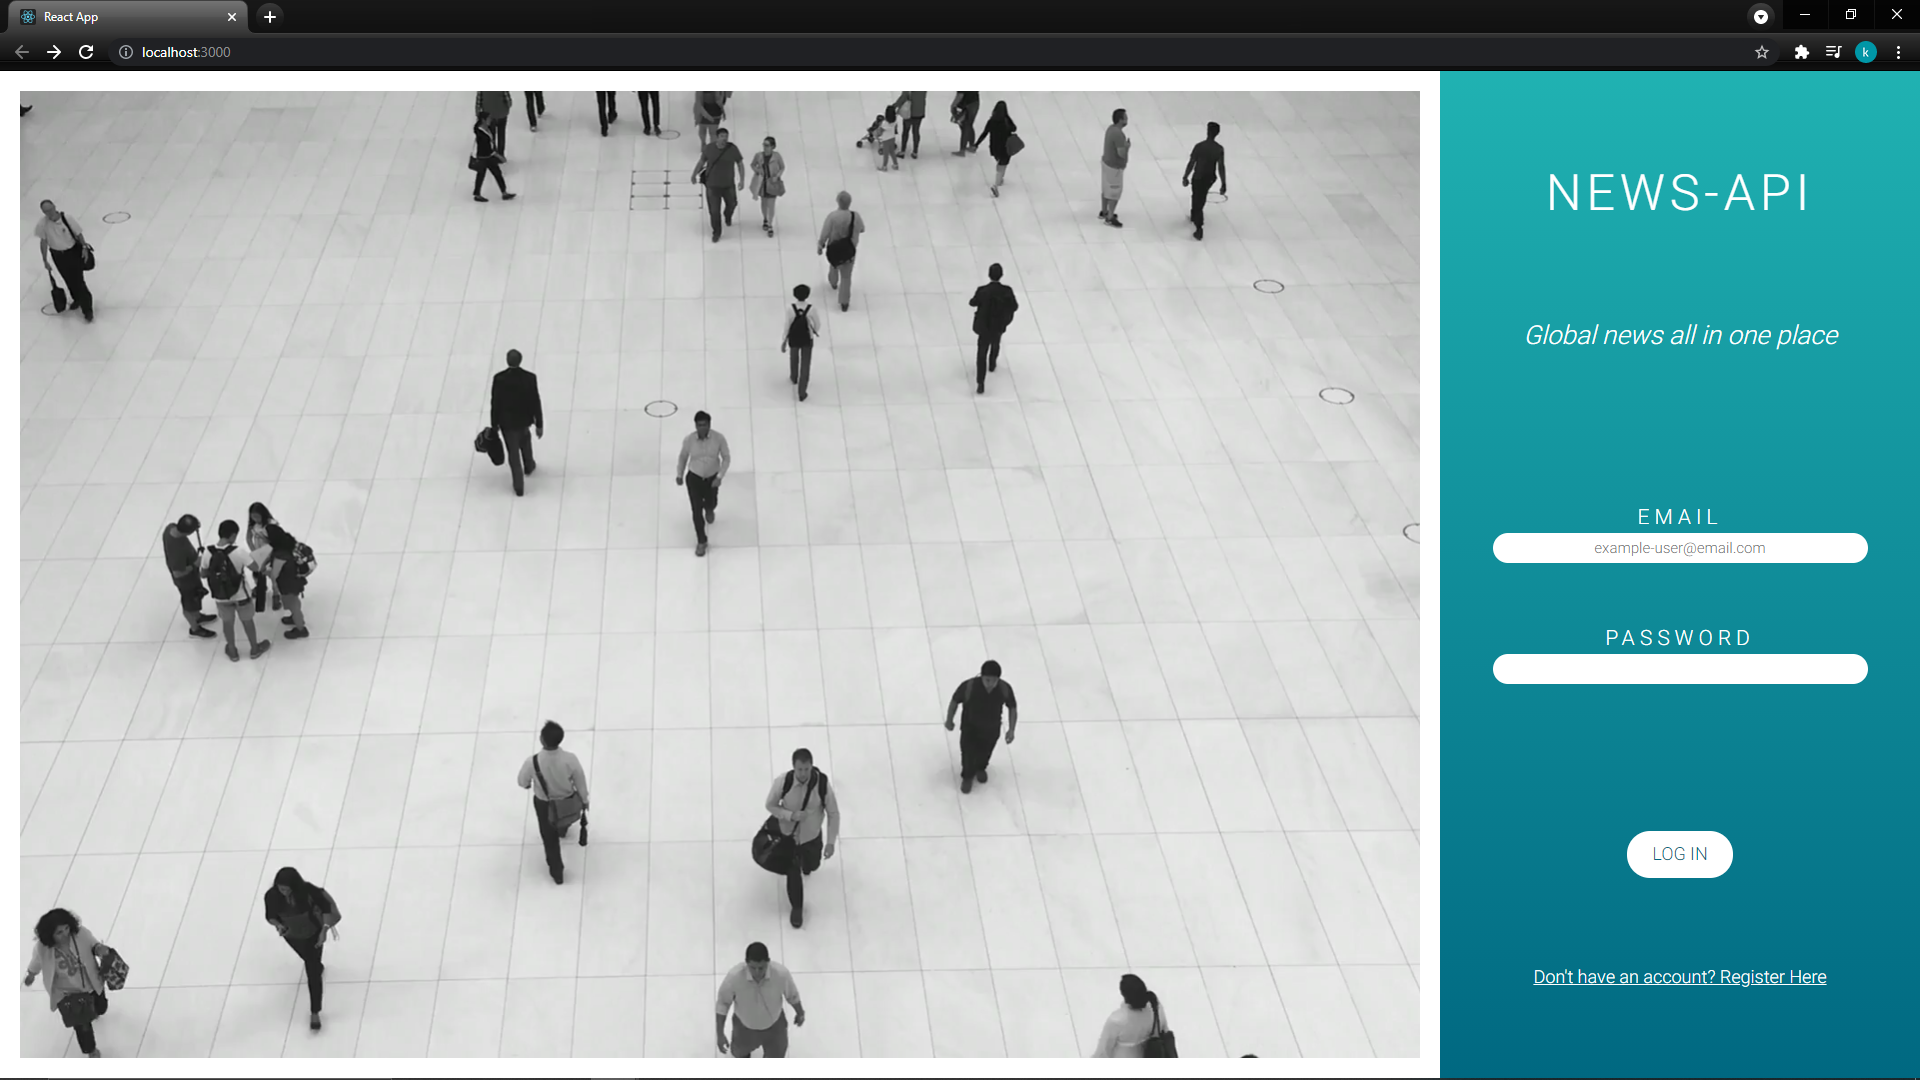 React App
localhost:3000
k
NEWS-API
Global news all in one place
EMAIL
example-user@email.com
PASSWORD
LOG IN
Don't have an account? Register Here